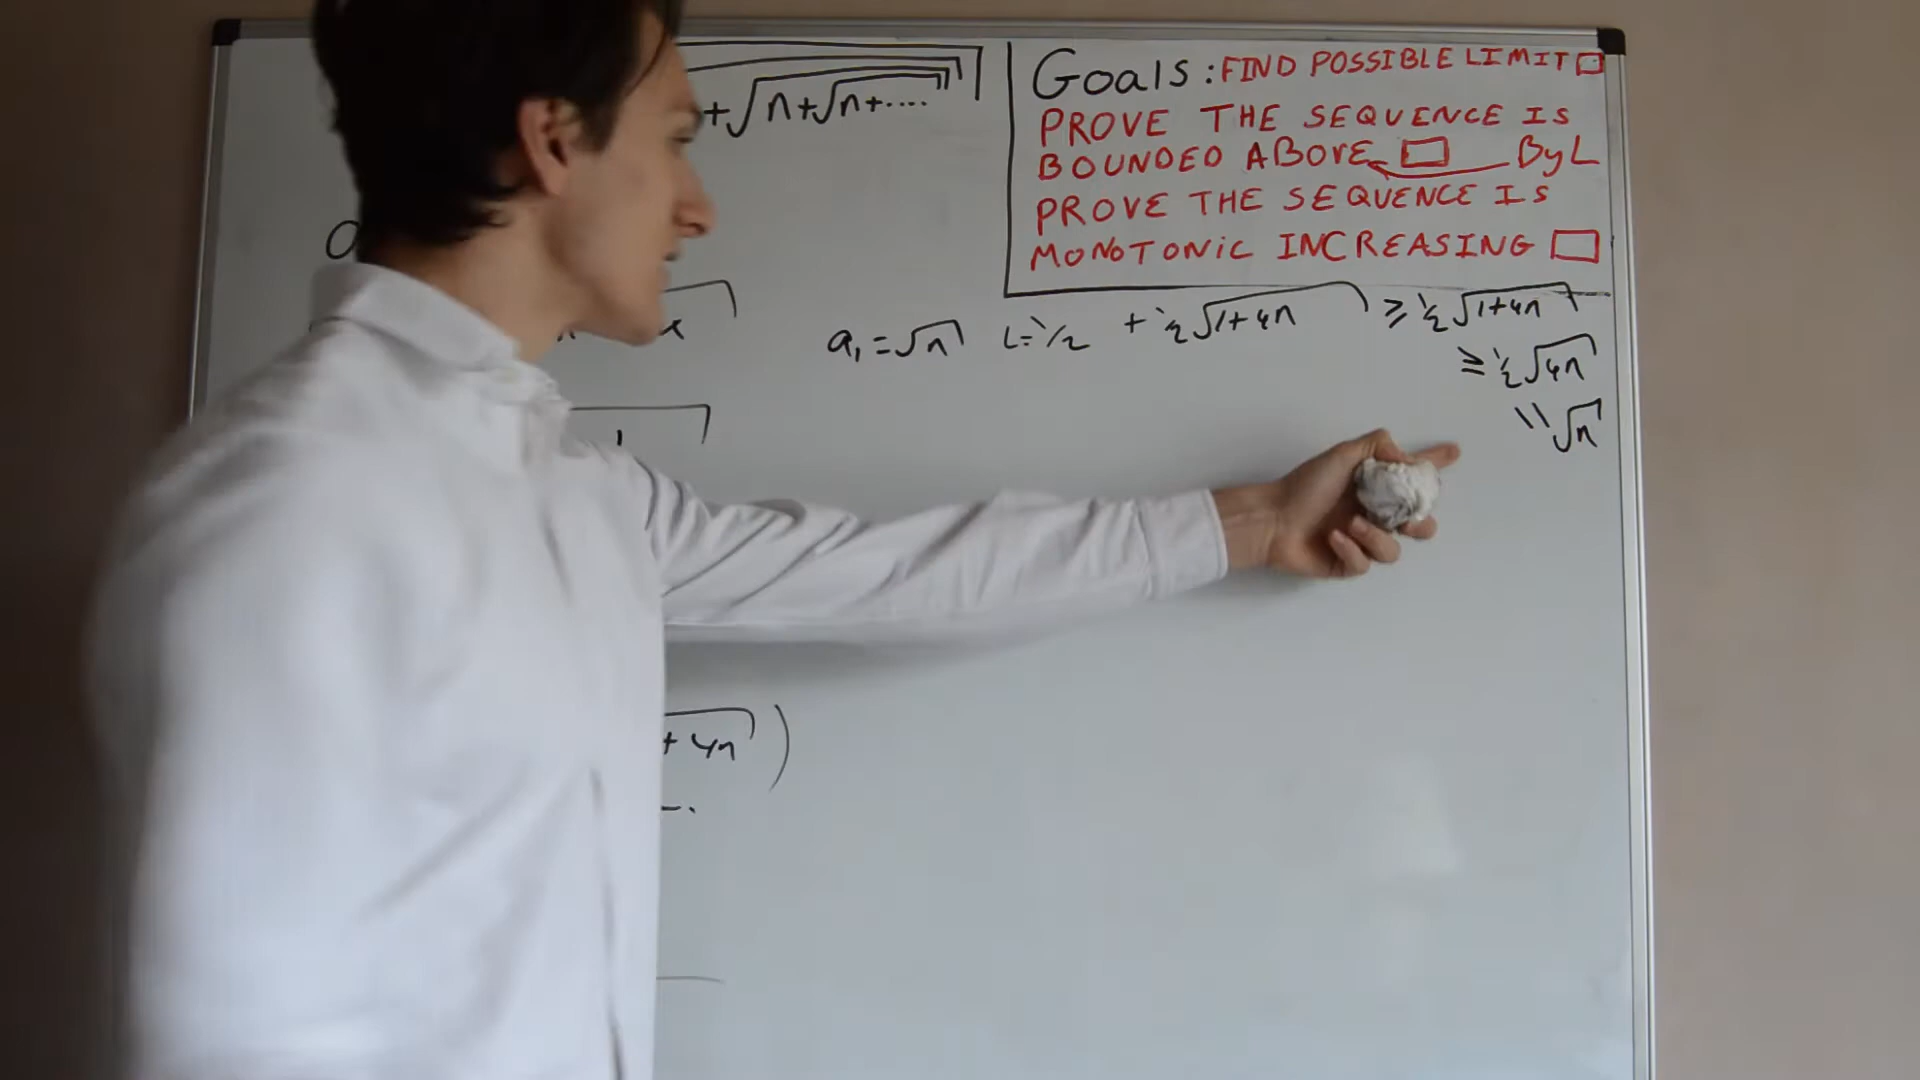 +√n+√n+....
Goals: FIND POSSIBLE LIMIT □
PROVE THE SEQUENCE IS
BOUNDED ABOVE □ By L
PROVE THE SEQUENCE IS
MONOTONIC INCREASING □
a₁ = √n L = 1/2 + 1/2 √1+4n ≥ 1/2 √1+4n
≥ 1/2 √4n
\\ √n
+ 4n )